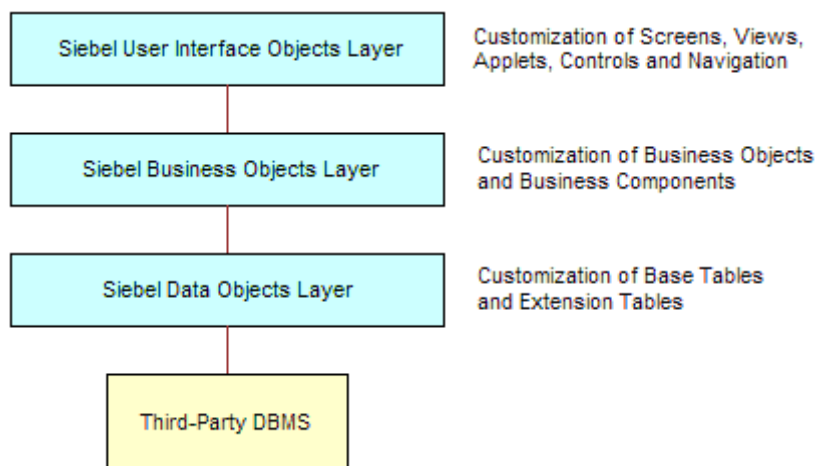 Siebel User Interface Objects Layer
Customization of Screens, Views,
Applets, Controls and Navigation
Siebel Business Objects Layer
Customization of Business Objects
and Business Components
Siebel Data Objects Layer
Customization of Base Tables
and Extension Tables
Third-Party DBMS